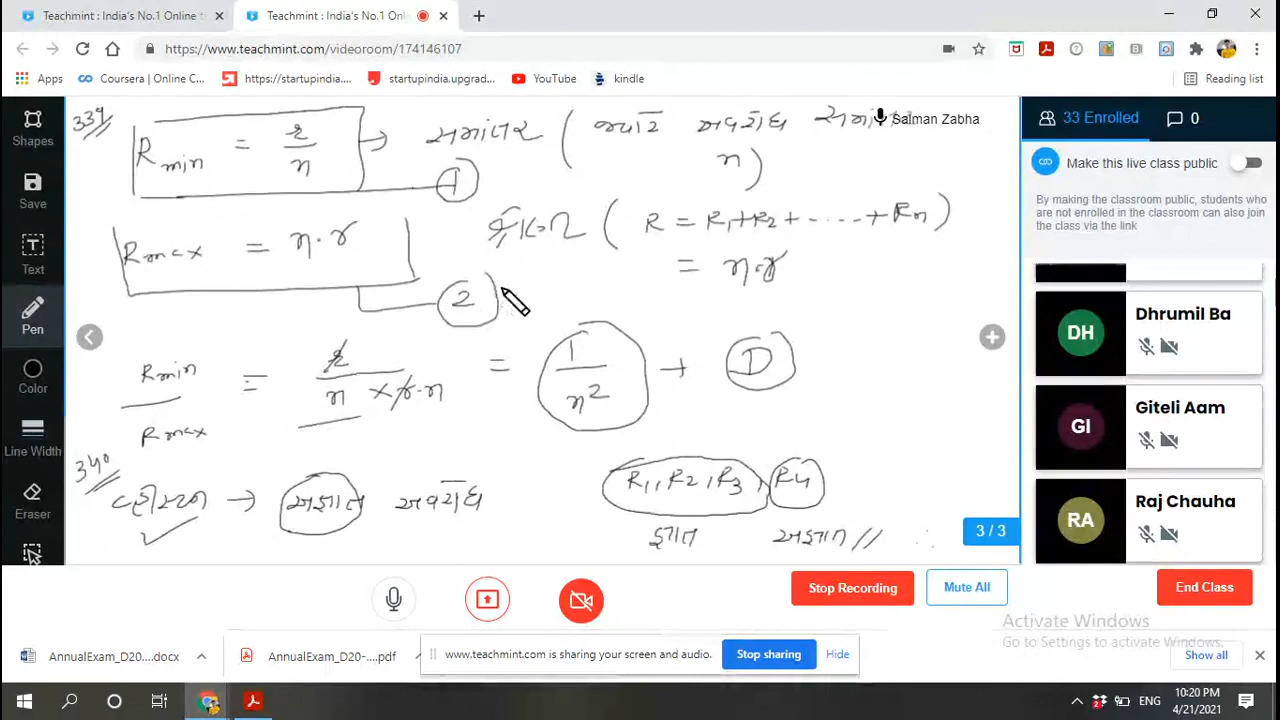 Teachmint : India's No.1 Online t
Teachmint : India's No.1 Onli
https://www.teachmint.com/videoroom/174146107
Apps
Coursera | Online C...
https://startupindia....
startupindia.upgrad...
YouTube
kindle
Reading list
Shapes
Save
Text
Pen
Color
Line Width
Eraser
339
Rmin = r/n → સમાંતર ( જ્યારે અવરોધ
n )
1
Salman Zabha
Rmax = n·r
શ્રેણી ( R = R1+R2 + ..... + Rn )
= n·r
2
Rmin / Rmax = r / n × r·n = 1/n² + D
340
વ્હીસ્ટન → અજ્ઞાત અવરોધ
R1, R2, R3, R4
જ્ઞાત અજ્ઞાત //
3 / 3
33 Enrolled
0
Make this live class public
By making the classroom public, students
who are not enrolled in the classroom can also join
the class via the link
DH
Dhrumil Ba
GI
Giteli Aam
RA
Raj Chauha
Stop Recording
Mute All
End Class
Activate Windows
Go to Settings to activate Windows.
AnnualExam_D20....docx
AnnualExam_D20-....pdf
www.teachmint.com is sharing your screen and audio.
Stop sharing
Hide
Show all
ENG
10:20 PM
4/21/2021